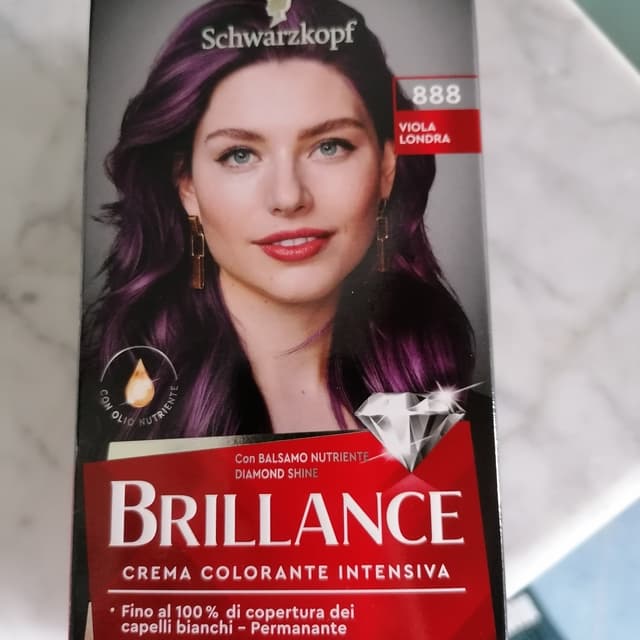 Schwarzkopf
888
VIOLA
LONDRA
CON OLIO NUTRIENTE
Con BALSAMO NUTRIENTE
DIAMOND SHINE
BRILLANCE
CREMA COLORANTE INTENSIVA
• Fino al 100% di copertura dei
capelli bianchi – Permanante